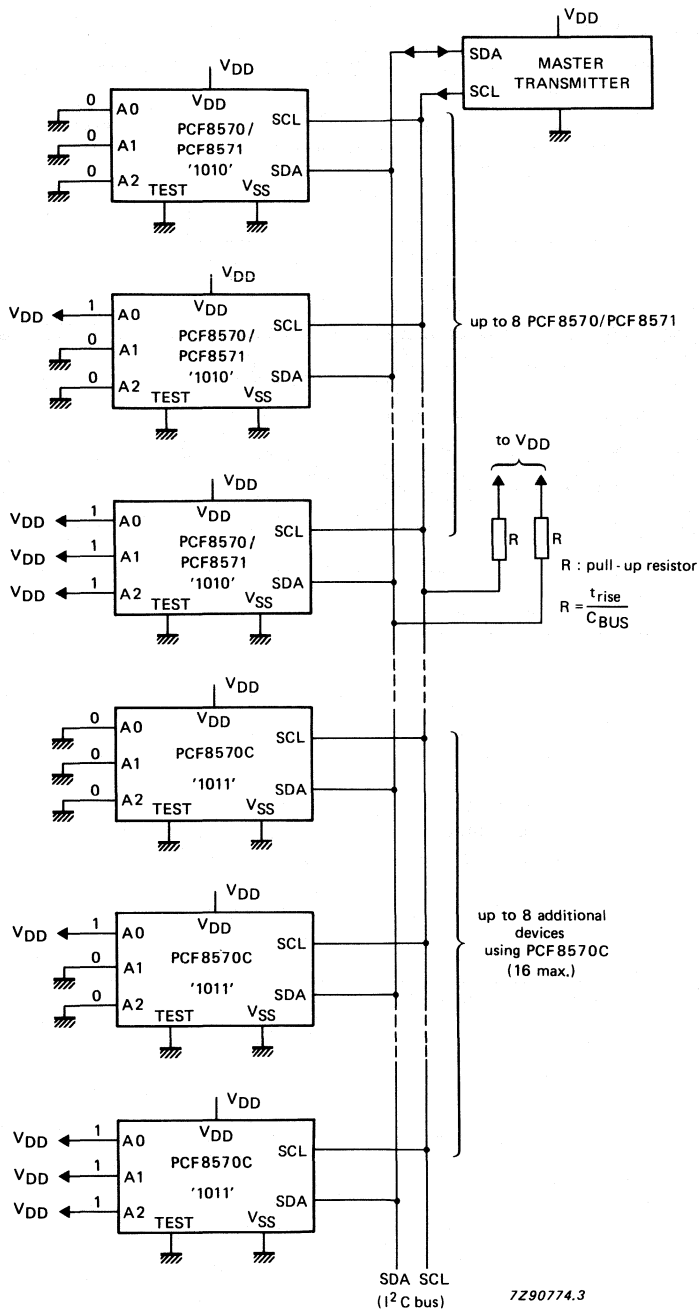 VDD
SDA
MASTER
TRANSMITTER
SCL
VDD
0 A0
VDD
SCL
PCF8570/
PCF8571
0 A1
'1010'
SDA
0 A2
TEST
VSS
VDD
VDD 1 A0
VDD
SCL
PCF8570/
PCF8571
0 A1
'1010'
SDA
0 A2
TEST
VSS
up to 8 PCF8570/PCF8571
VDD
VDD 1 A0
VDD
SCL
PCF8570/
PCF8571
VDD 1 A1
'1010'
SDA
VDD 1 A2
TEST
VSS
to VDD
R
R
R : pull-up resistor
R = trise
CBUS
VDD
0 A0
VDD
SCL
PCF8570C
0 A1
'1011'
SDA
0 A2
TEST
VSS
VDD
VDD 1 A0
VDD
SCL
PCF8570C
0 A1
'1011'
SDA
0 A2
TEST
VSS
up to 8 additional
devices
using PCF8570C
(16 max.)
VDD
VDD 1 A0
VDD
SCL
PCF8570C
VDD 1 A1
'1011'
SDA
VDD 1 A2
TEST
VSS
SDA SCL
(I²C bus)
7Z90774.3